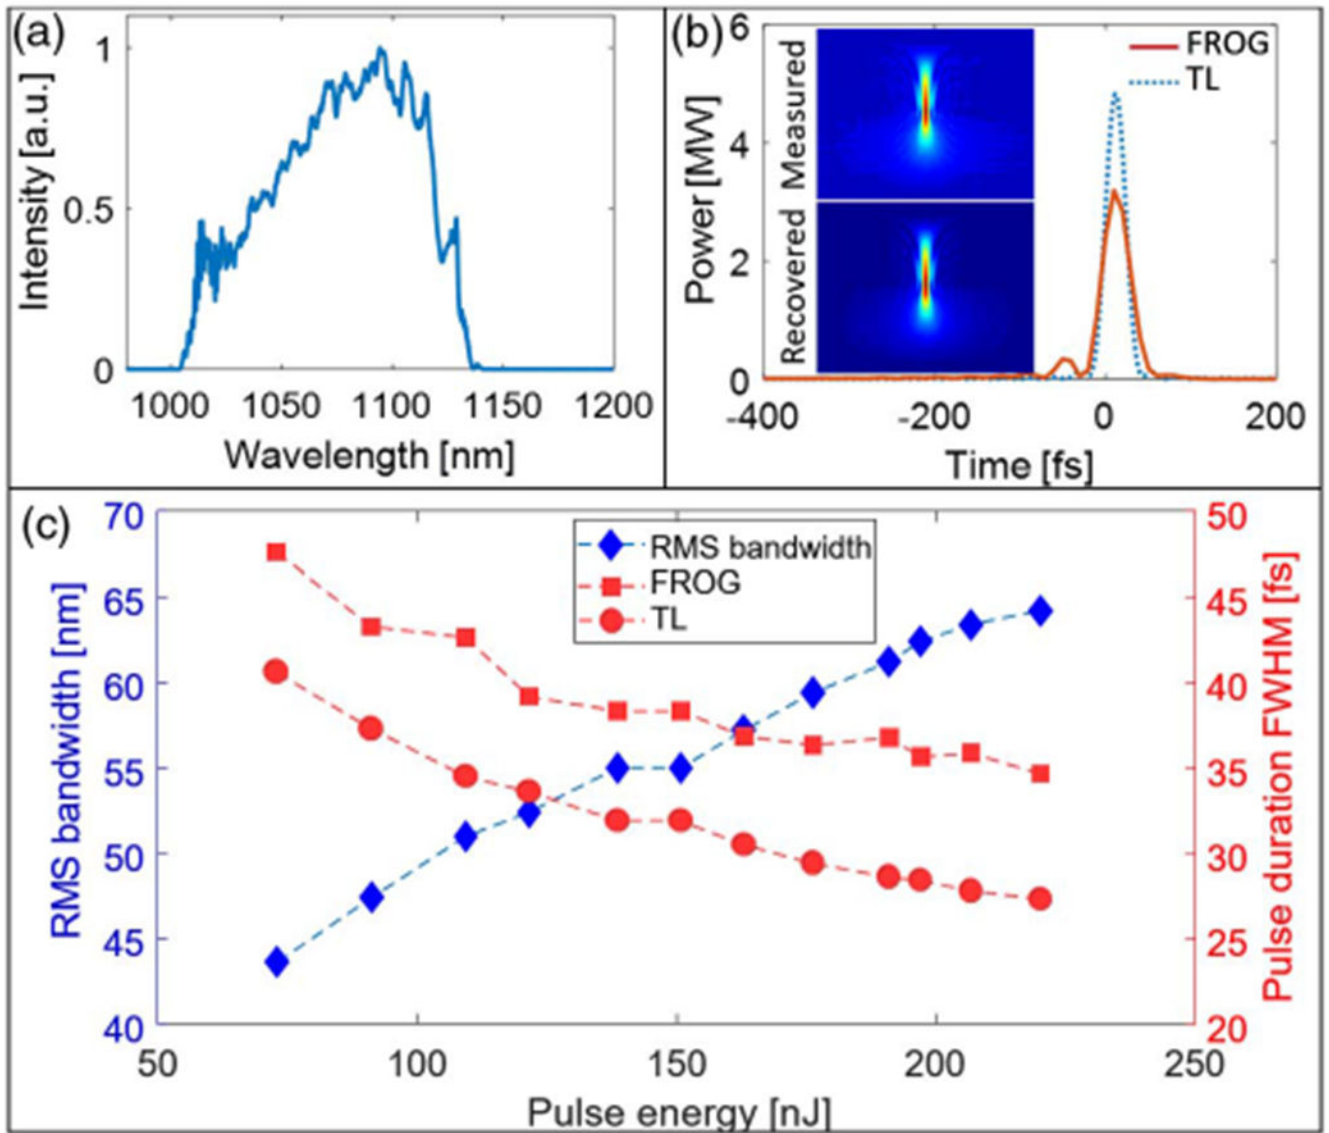 (a)
1
0.5
0
Intensity [a.u.]
1000 1050 1100 1150 1200
Wavelength [nm]
(b)
6
4
2
0
Power [MW]
Measured
Recovered
FROG
TL
-400 -200 0 200
Time [fs]
(c)
70
65
60
55
50
45
40
RMS bandwidth [nm]
RMS bandwidth
FROG
TL
50
45
40
35
30
25
20
Pulse duration FWHM [fs]
50 100 150 200 250
Pulse energy [nJ]